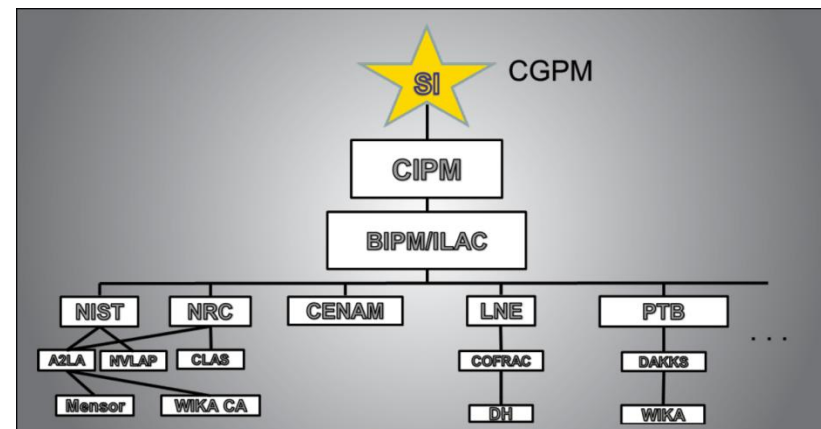 SI
CGPM
CIPM
BIPM/ILAC
NIST
NRC
CENAM
LNE
PTB
. . .
A2LA
NVLAP
CLAS
COFRAC
DAKKS
Mensor
WIKA CA
DH
WIKA